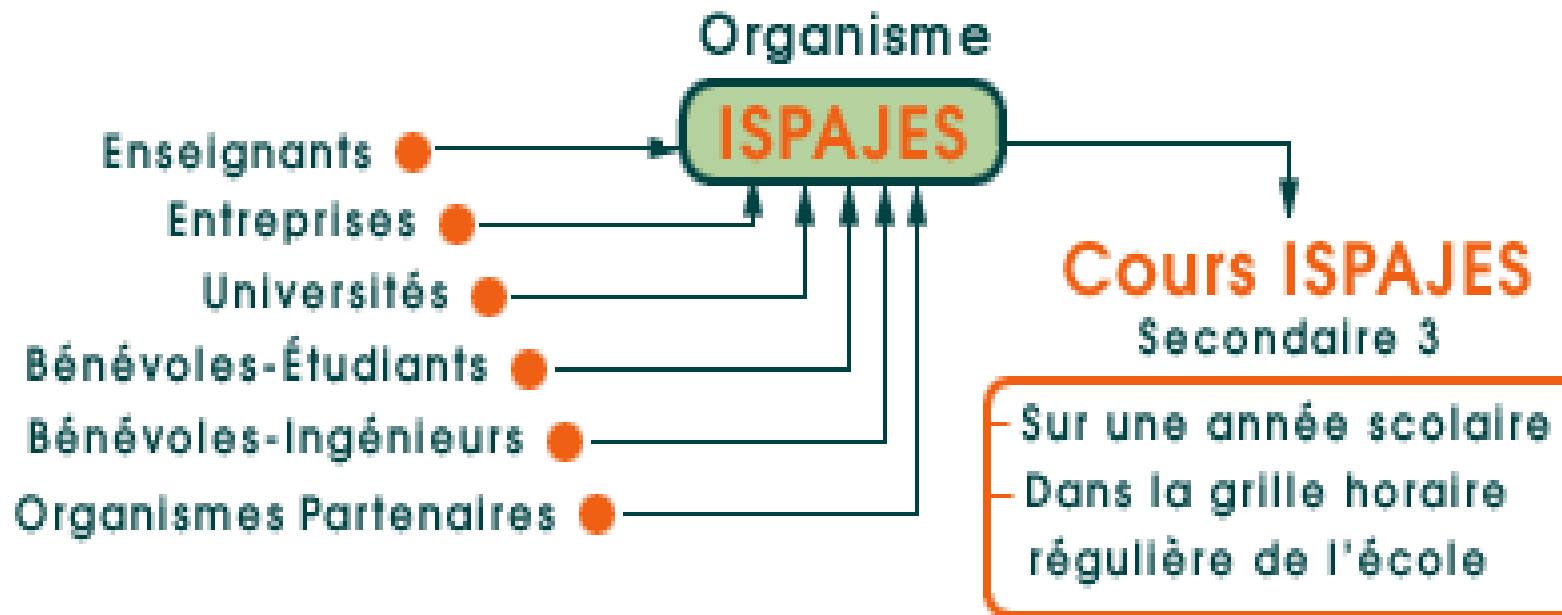 Organisme
ISPAJES
Enseignants
Entreprises
Universités
Bénévoles-Étudiants
Bénévoles-Ingénieurs
Organismes Partenaires
Cours ISPAJES
Secondaire 3
Sur une année scolaire
Dans la grille horaire
régulière de l'école